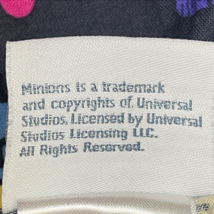 Minions is a trademark
and copyrights of Universal
Studios. Licensed by Universal
Studios Licensing LLC.
All Rights Reserved.